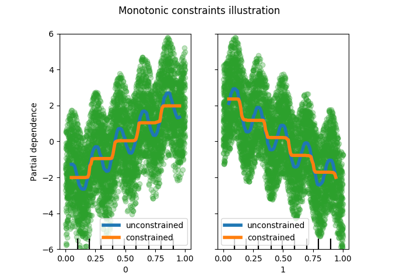 Monotonic constraints illustration
Partial dependence
6
4
2
0
−2
−4
−6
unconstrained
constrained
0.00 0.25 0.50 0.75 1.00
0
unconstrained
constrained
0.00 0.25 0.50 0.75 1.00
1